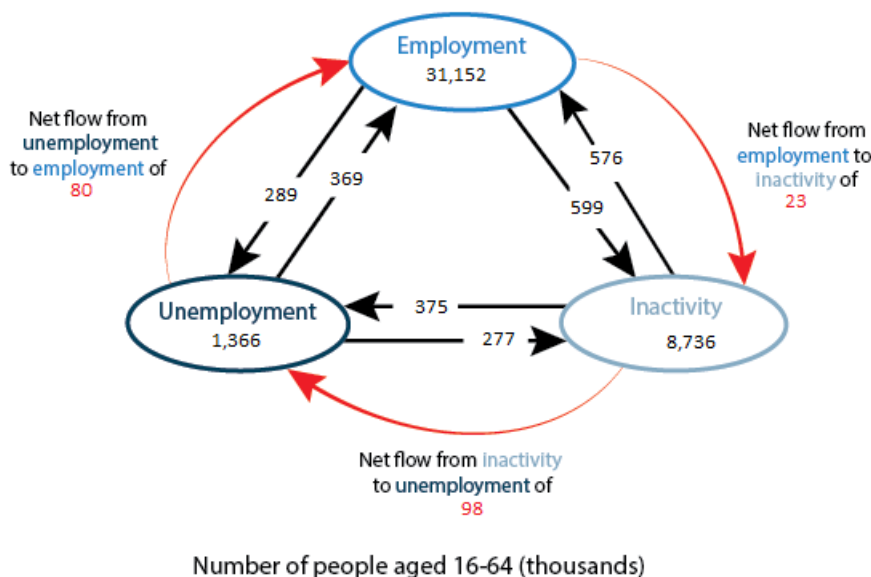 Employment
31,152
Net flow from
unemployment
to employment of
80
289
369
576
599
Net flow from
employment to
inactivity of
23
Unemployment
1,366
375
277
Inactivity
8,736
Net flow from inactivity
to unemployment of
98
Number of people aged 16-64 (thousands)